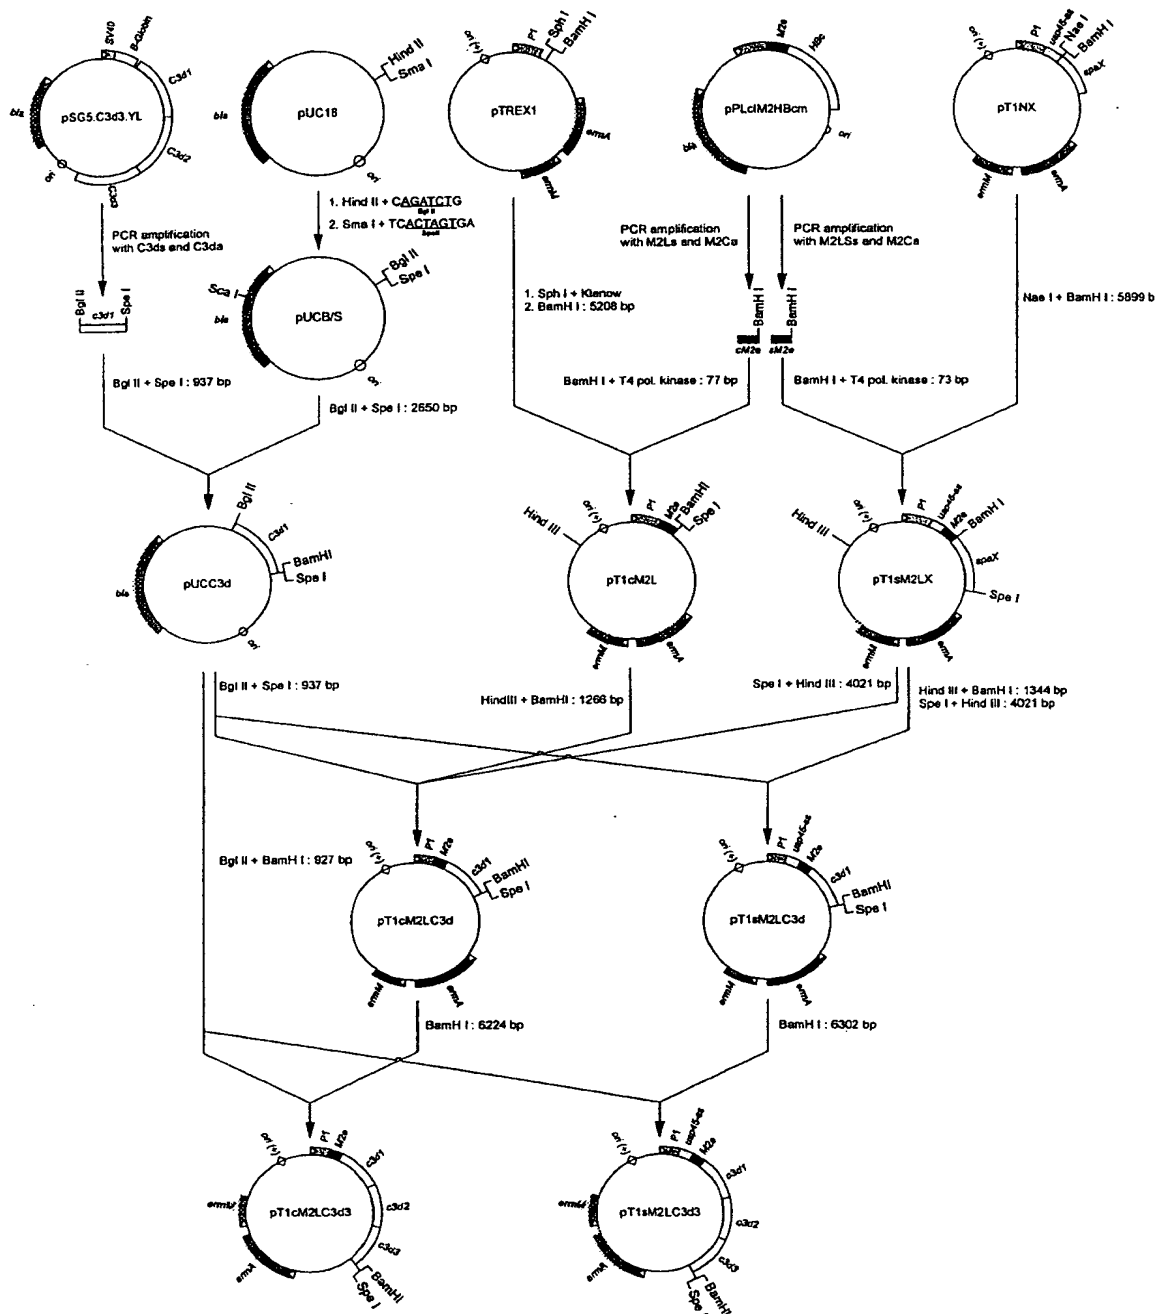 SV40
B-Globin
C3d1
C3d2
C3d3
bla
ori
pSG5.C3d3.YL
Hind II
Sma I
bla
pUC18
ori
ori (+)
P1
Sph I
BamH I
pTREX1
ermA
ermM
M2e
HBc
pPLcIM2HBcm
bla
ori
ori (+)
P1
usp45-ss
Nae I
BamH I
spaX
pT1NX
ermM
ermA
PCR amplification
with C3ds and C3da
1. Hind II + CAGATCTG
Bgl II
2. Sma I + TCACTAGTGA
SpeI
PCR amplification
with M2Ls and M2Ca
PCR amplification
with M2LSs and M2Ca
Bgl II
Spe I
c3d1
Sca I
bla
pUCB/S
Bgl II
Spe I
ori
1. Sph I + Klenow
2. BamH I : 5208 bp
BamH I
cM2e
BamH I
sM2e
Nae I + BamH I : 5899 b
Bgl II + Spe I : 937 bp
Bgl II + Spe I : 2650 bp
BamH I + T4 pol. kinase : 77 bp
BamH I + T4 pol. kinase : 73 bp
Bgl II
C3d1
BamHI
Spe I
bla
pUCC3d
ori
Hind III
ori (+)
P1
M2e
BamHI
Spe I
pT1cM2L
ermM
ermA
Hind III
ori (+)
P1
usp45-ss
M2e
BamH I
spaX
Spe I
pT1sM2LX
ermM
ermA
Bgl II + Spe I : 937 bp
HindIII + BamHI : 1266 bp
Spe I + Hind III : 4021 bp
Hind III + BamH I : 1344 bp
Spe I + Hind III : 4021 bp
Bgl II + BamH I : 927 bp
ori (+)
P1
M2e
c3d1
BamHI
Spe I
pT1cM2LC3d
ermM
ermA
ori (+)
P1
usp45-ss
M2e
c3d1
BamHI
Spe I
pT1sM2LC3d
ermM
ermA
BamH I : 6224 bp
BamH I : 6302 bp
ori (+)
P1
M2e
c3d1
c3d2
c3d3
BamHI
Spe I
ermM
ermA
pT1cM2LC3d3
ori (+)
P1
usp45-ss
M2e
c3d1
c3d2
c3d3
BamHI
Spe I
ermM
ermA
pT1sM2LC3d3